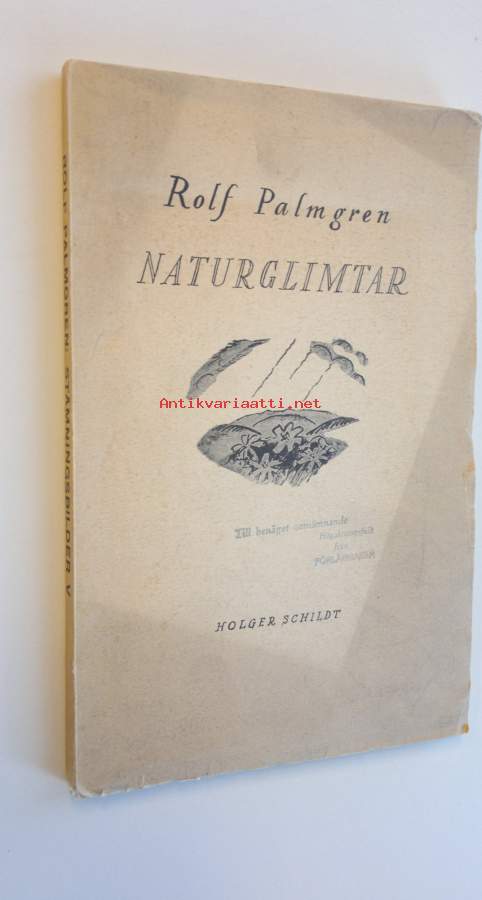 Rolf Palmgren
NATURGLIMTAR
Antikvariaatti.net
Till benäget omnämnande
från
FÖRLÄGGAREN
HOLGER SCHILDT
ROLF PALMGREN: STÄMNINGSBILDER V